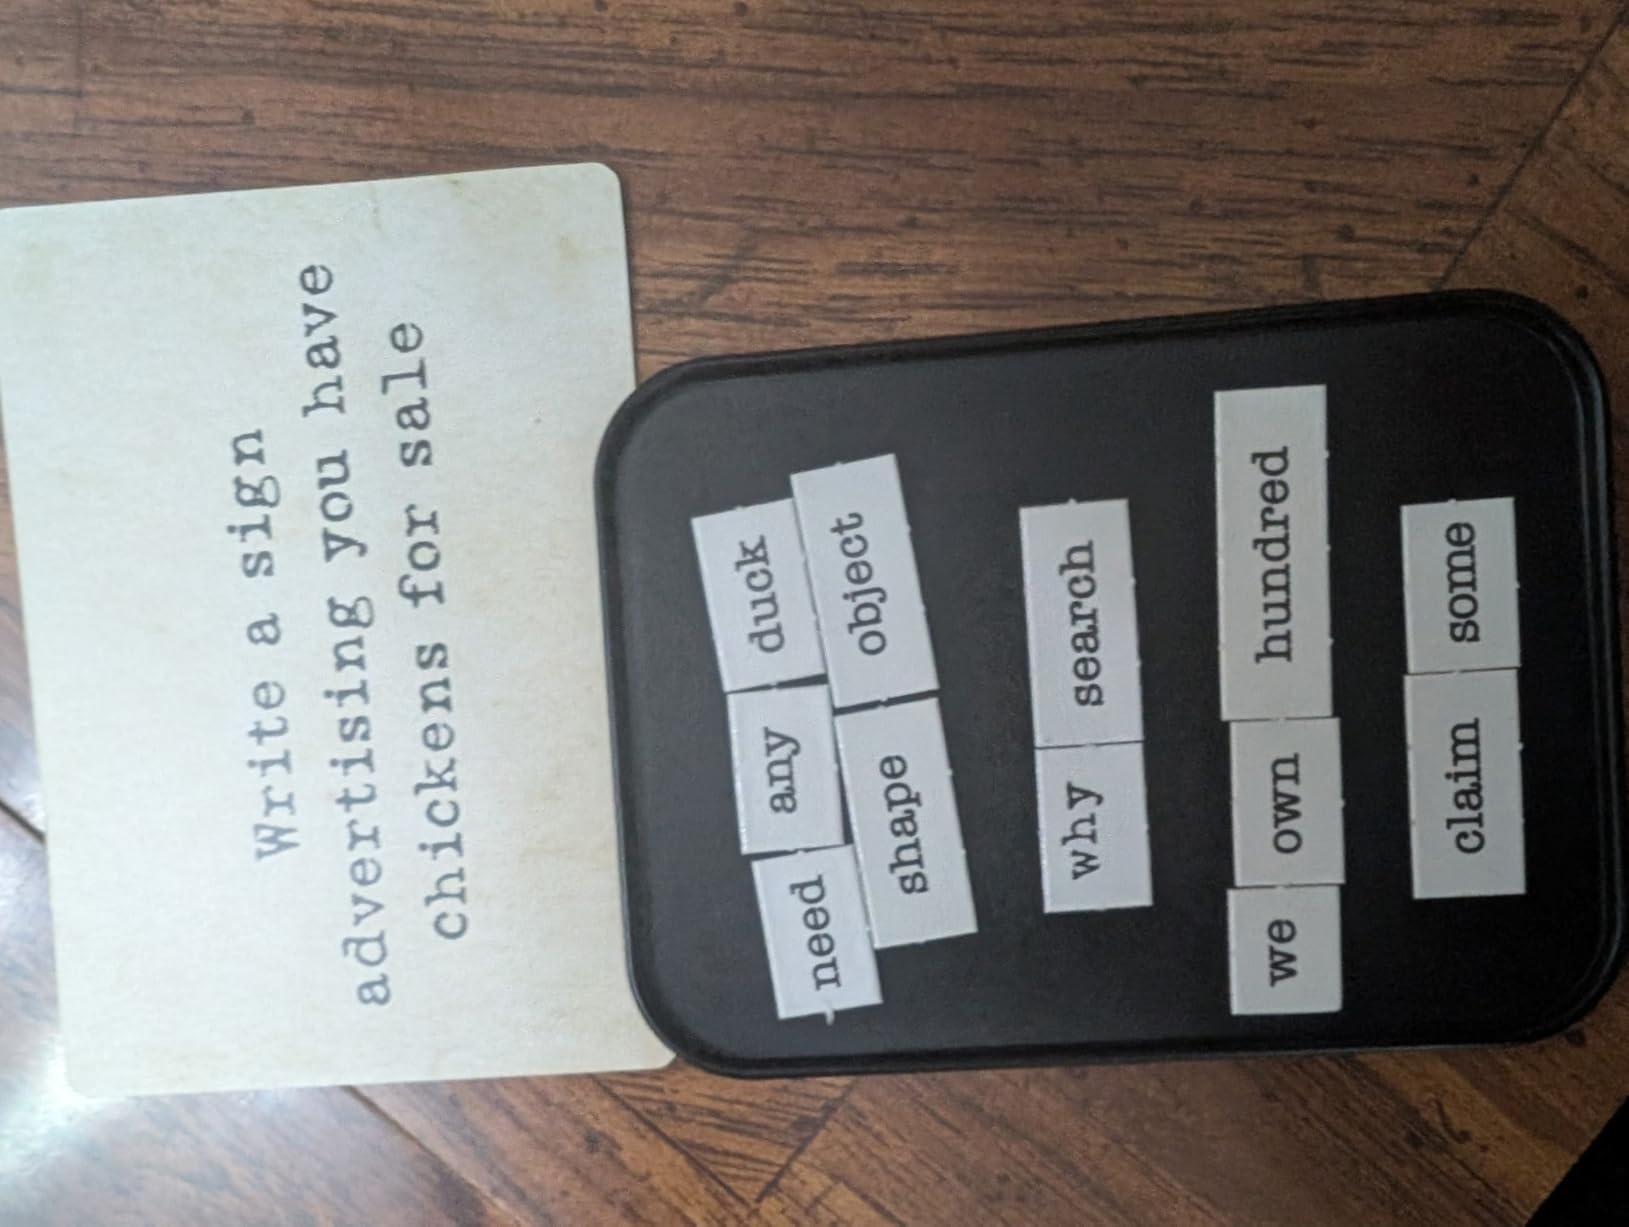 Write a sign
advertising you have
chickens for sale
need any duck
shape object
why search
we own hundred
claim some